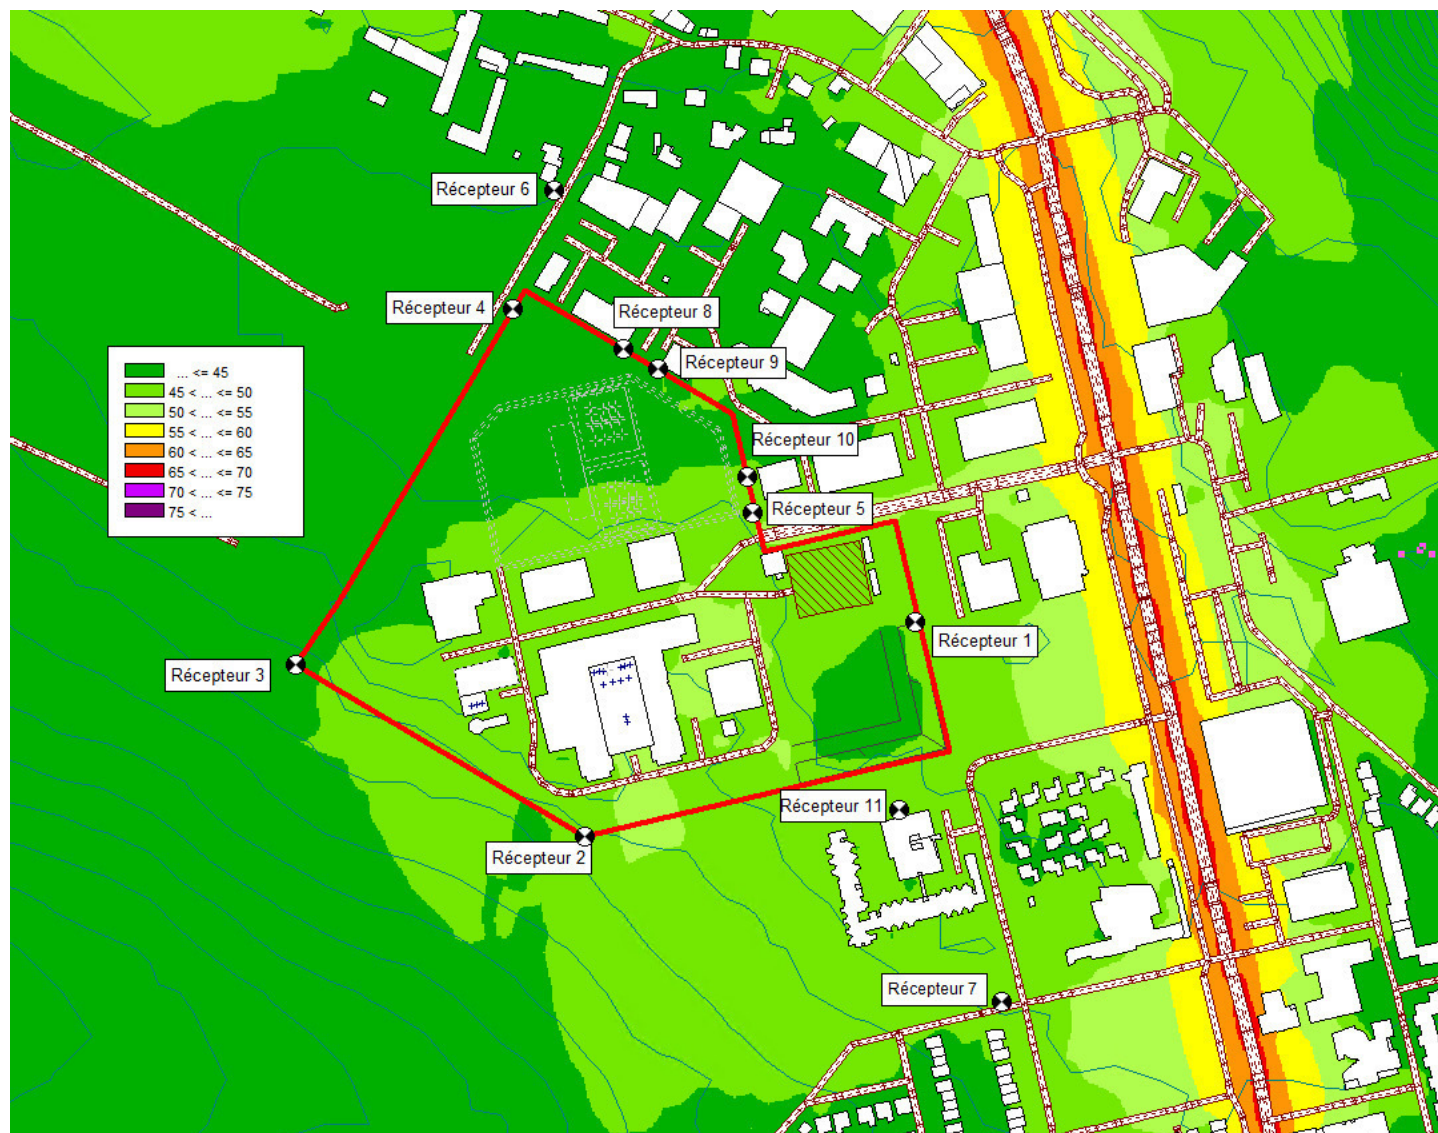 Récepteur 6
Récepteur 4
Récepteur 8
Récepteur 9
... <= 45
45 < ... <= 50
50 < ... <= 55
55 < ... <= 60
60 < ... <= 65
65 < ... <= 70
70 < ... <= 75
75 < ...
Récepteur 10
Récepteur 5
Récepteur 1
Récepteur 3
Récepteur 11
Récepteur 2
Récepteur 7